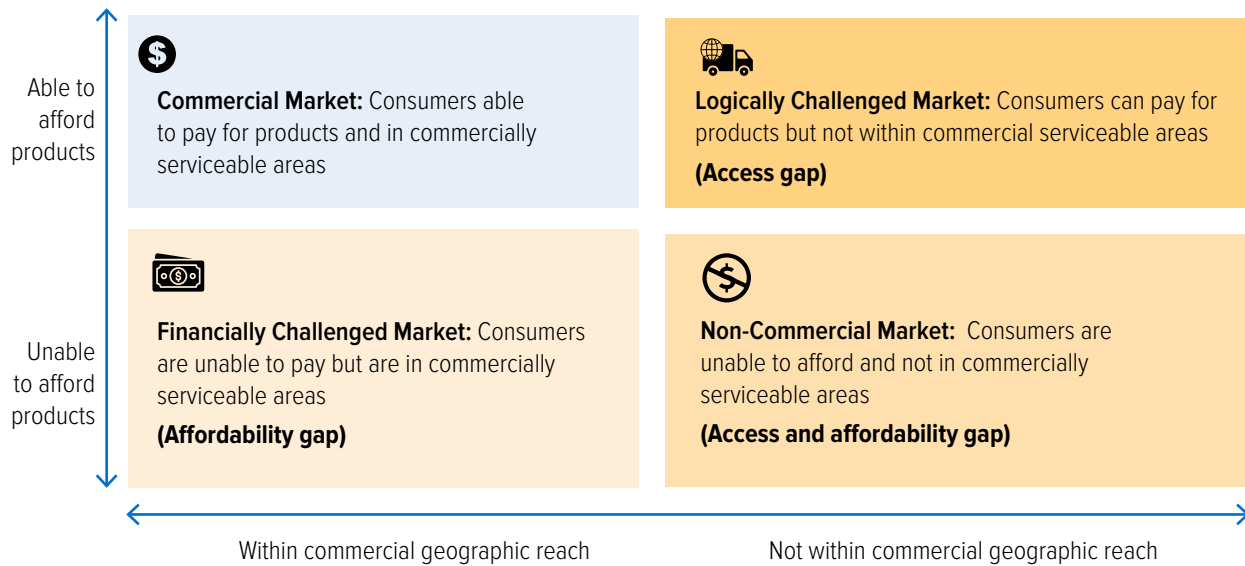 Able to
afford
products
$
Commercial Market: Consumers able
to pay for products and in commercially
serviceable areas
Logically Challenged Market: Consumers can pay for
products but not within commercial serviceable areas
(Access gap)
Unable
to afford
products
$
Financially Challenged Market: Consumers
are unable to pay but are in commercially
serviceable areas
(Affordability gap)
$
Non-Commercial Market: Consumers are
unable to afford and not in commercially
serviceable areas
(Access and affordability gap)
Within commercial geographic reach
Not within commercial geographic reach